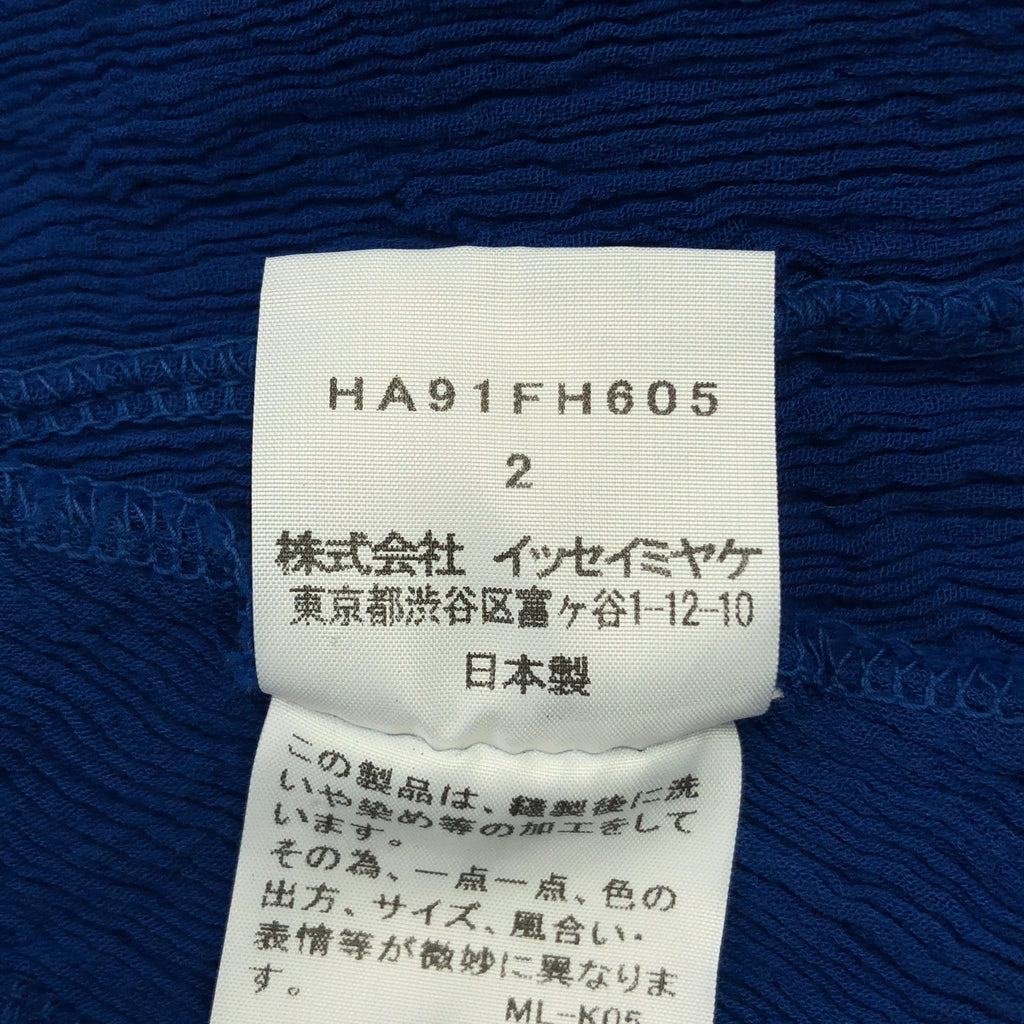 HA91FH605
2
株式会社 イッセイミヤケ
東京都渋谷区富ヶ谷1-12-10
日本製
この製品は、縫製後に洗
いや染め等の加工をして
います。
その為、一点一点、色の
出方、サイズ、風合い・
表情等が微妙に異なりま
す。
ML-K05